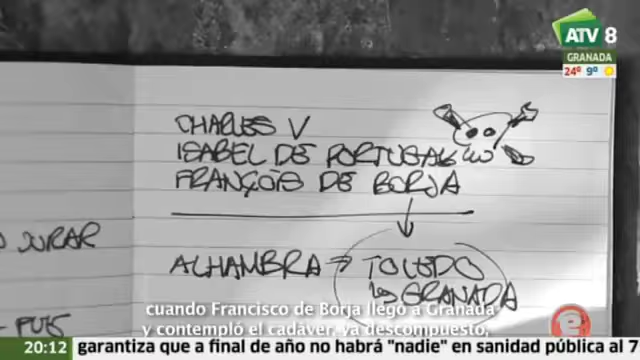 ATV 8
GRANADA
24º 9º
CHARLES V
ISABEL DE PORTUGAL
FRANÇOIS DE BORJA
ALHAMBRA → TOLEDO
GRANADA
O JURAR
cuando Francisco de Borja llegó a Granada
y contempló el cadáver, ya descompuesto,
20:12 garantiza que a final de año no habrá "nadie" en sanidad pública al 7